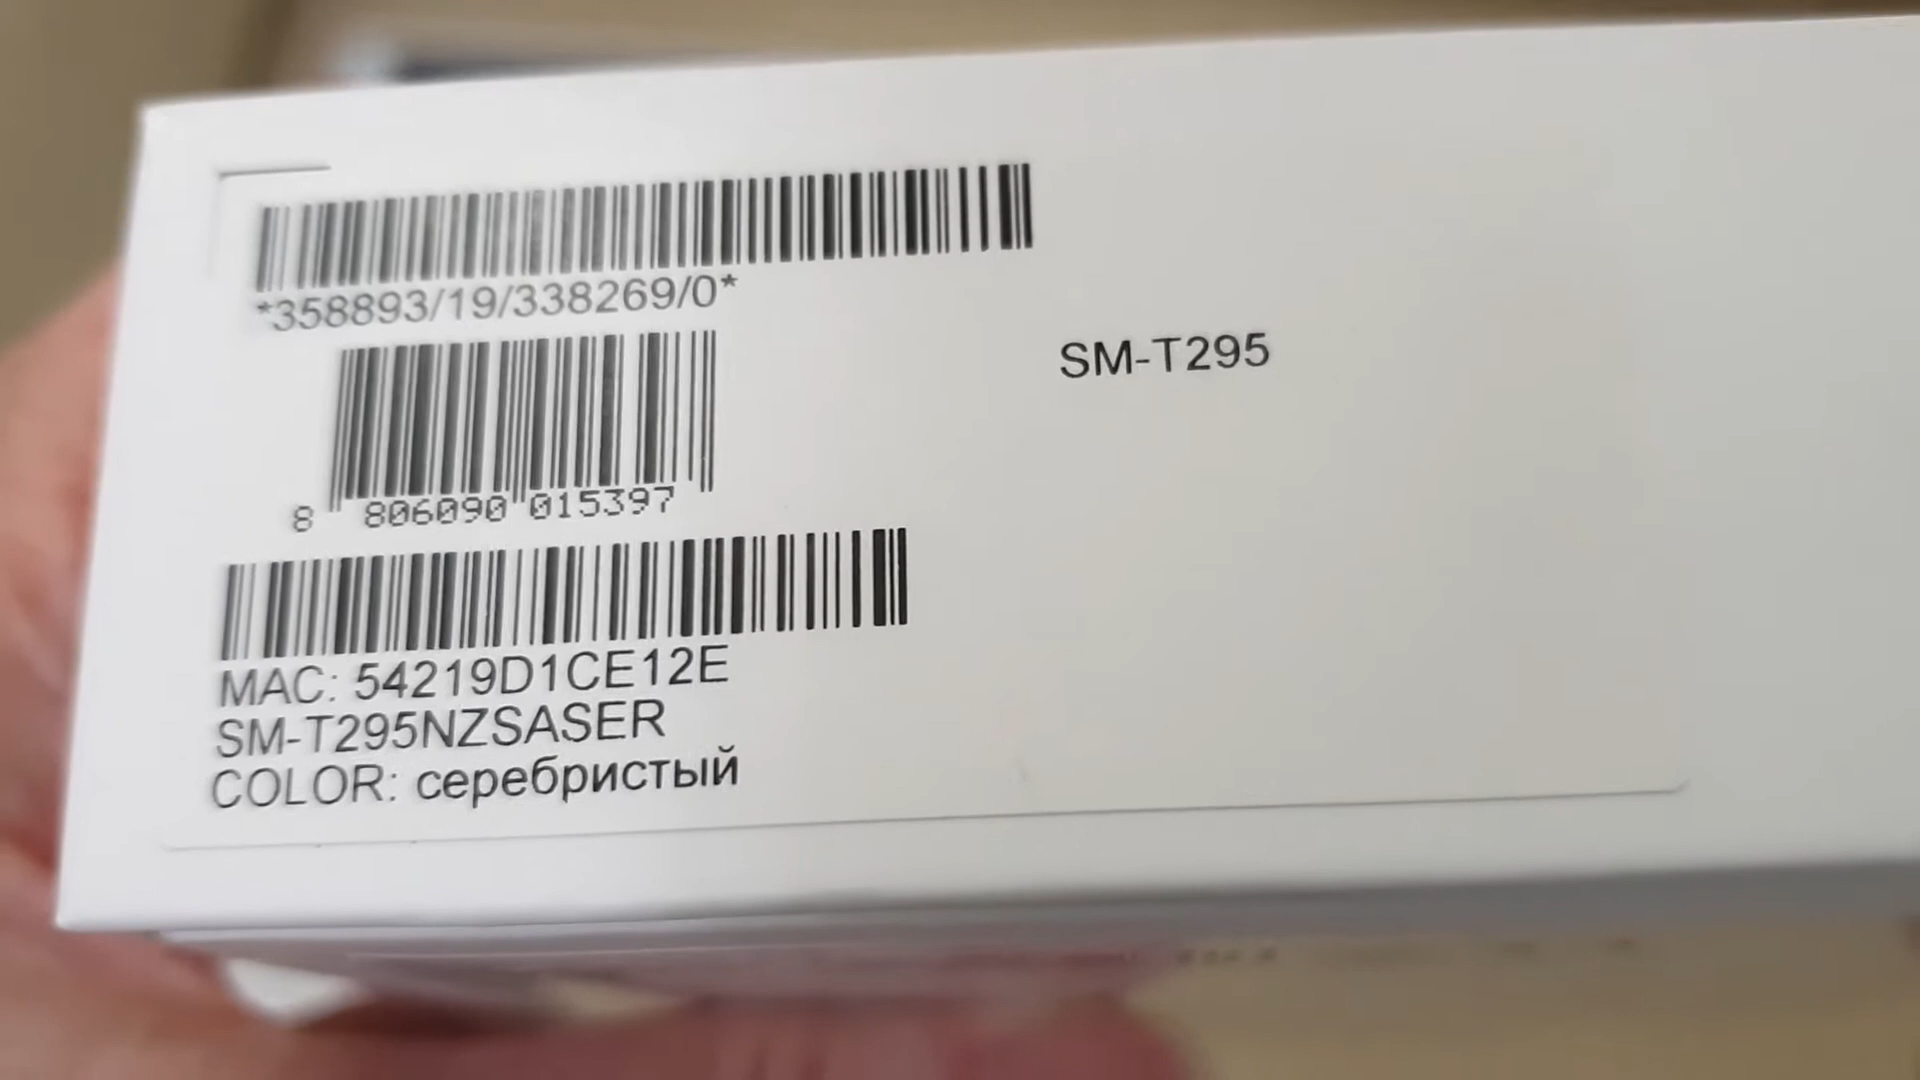 *358893/19/338269/0*
SM-T295
8 806090 015397
MAC: 54219D1CE12E
SM-T295NZSASER
COLOR: серебристый